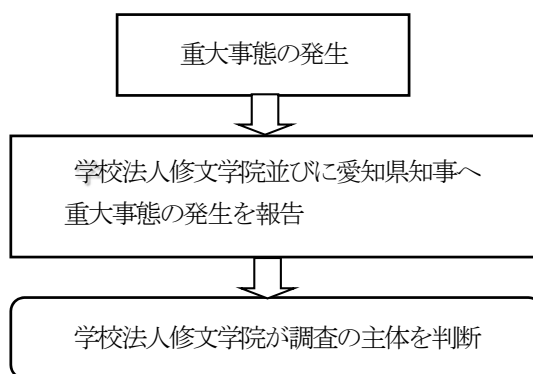 重大事態の発生
学校法人修文学院並びに愛知県知事へ
重大事態の発生を報告
学校法人修文学院が調査の主体を判断